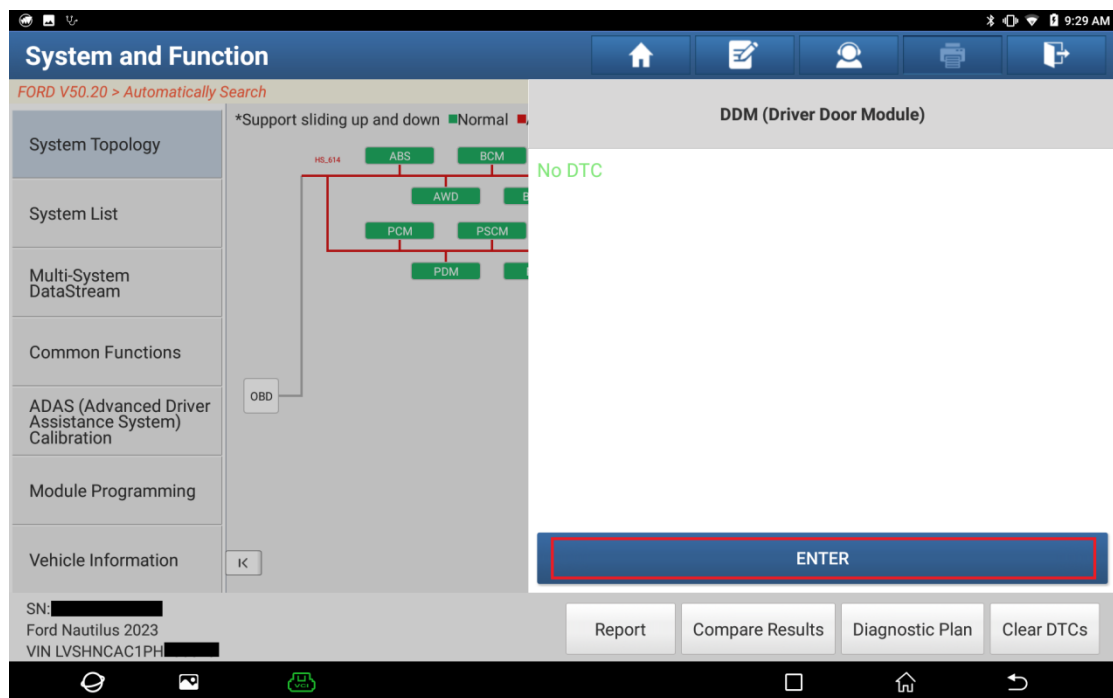 9:29 AM
System and Function
FORD V50.20 > Automatically Search
DDM (Driver Door Module)
System Topology
System List
Multi-System
DataStream
Common Functions
ADAS (Advanced Driver
Assistance System)
Calibration
Module Programming
Vehicle Information
*Support sliding up and down ■Normal ■
HS_614
ABS
BCM
AWD
PCM
PSCM
PDM
OBD
No DTC
ENTER
SN:
Ford Nautilus 2023
VIN LVSHNCAC1PH
Report
Compare Results
Diagnostic Plan
Clear DTCs
VCI